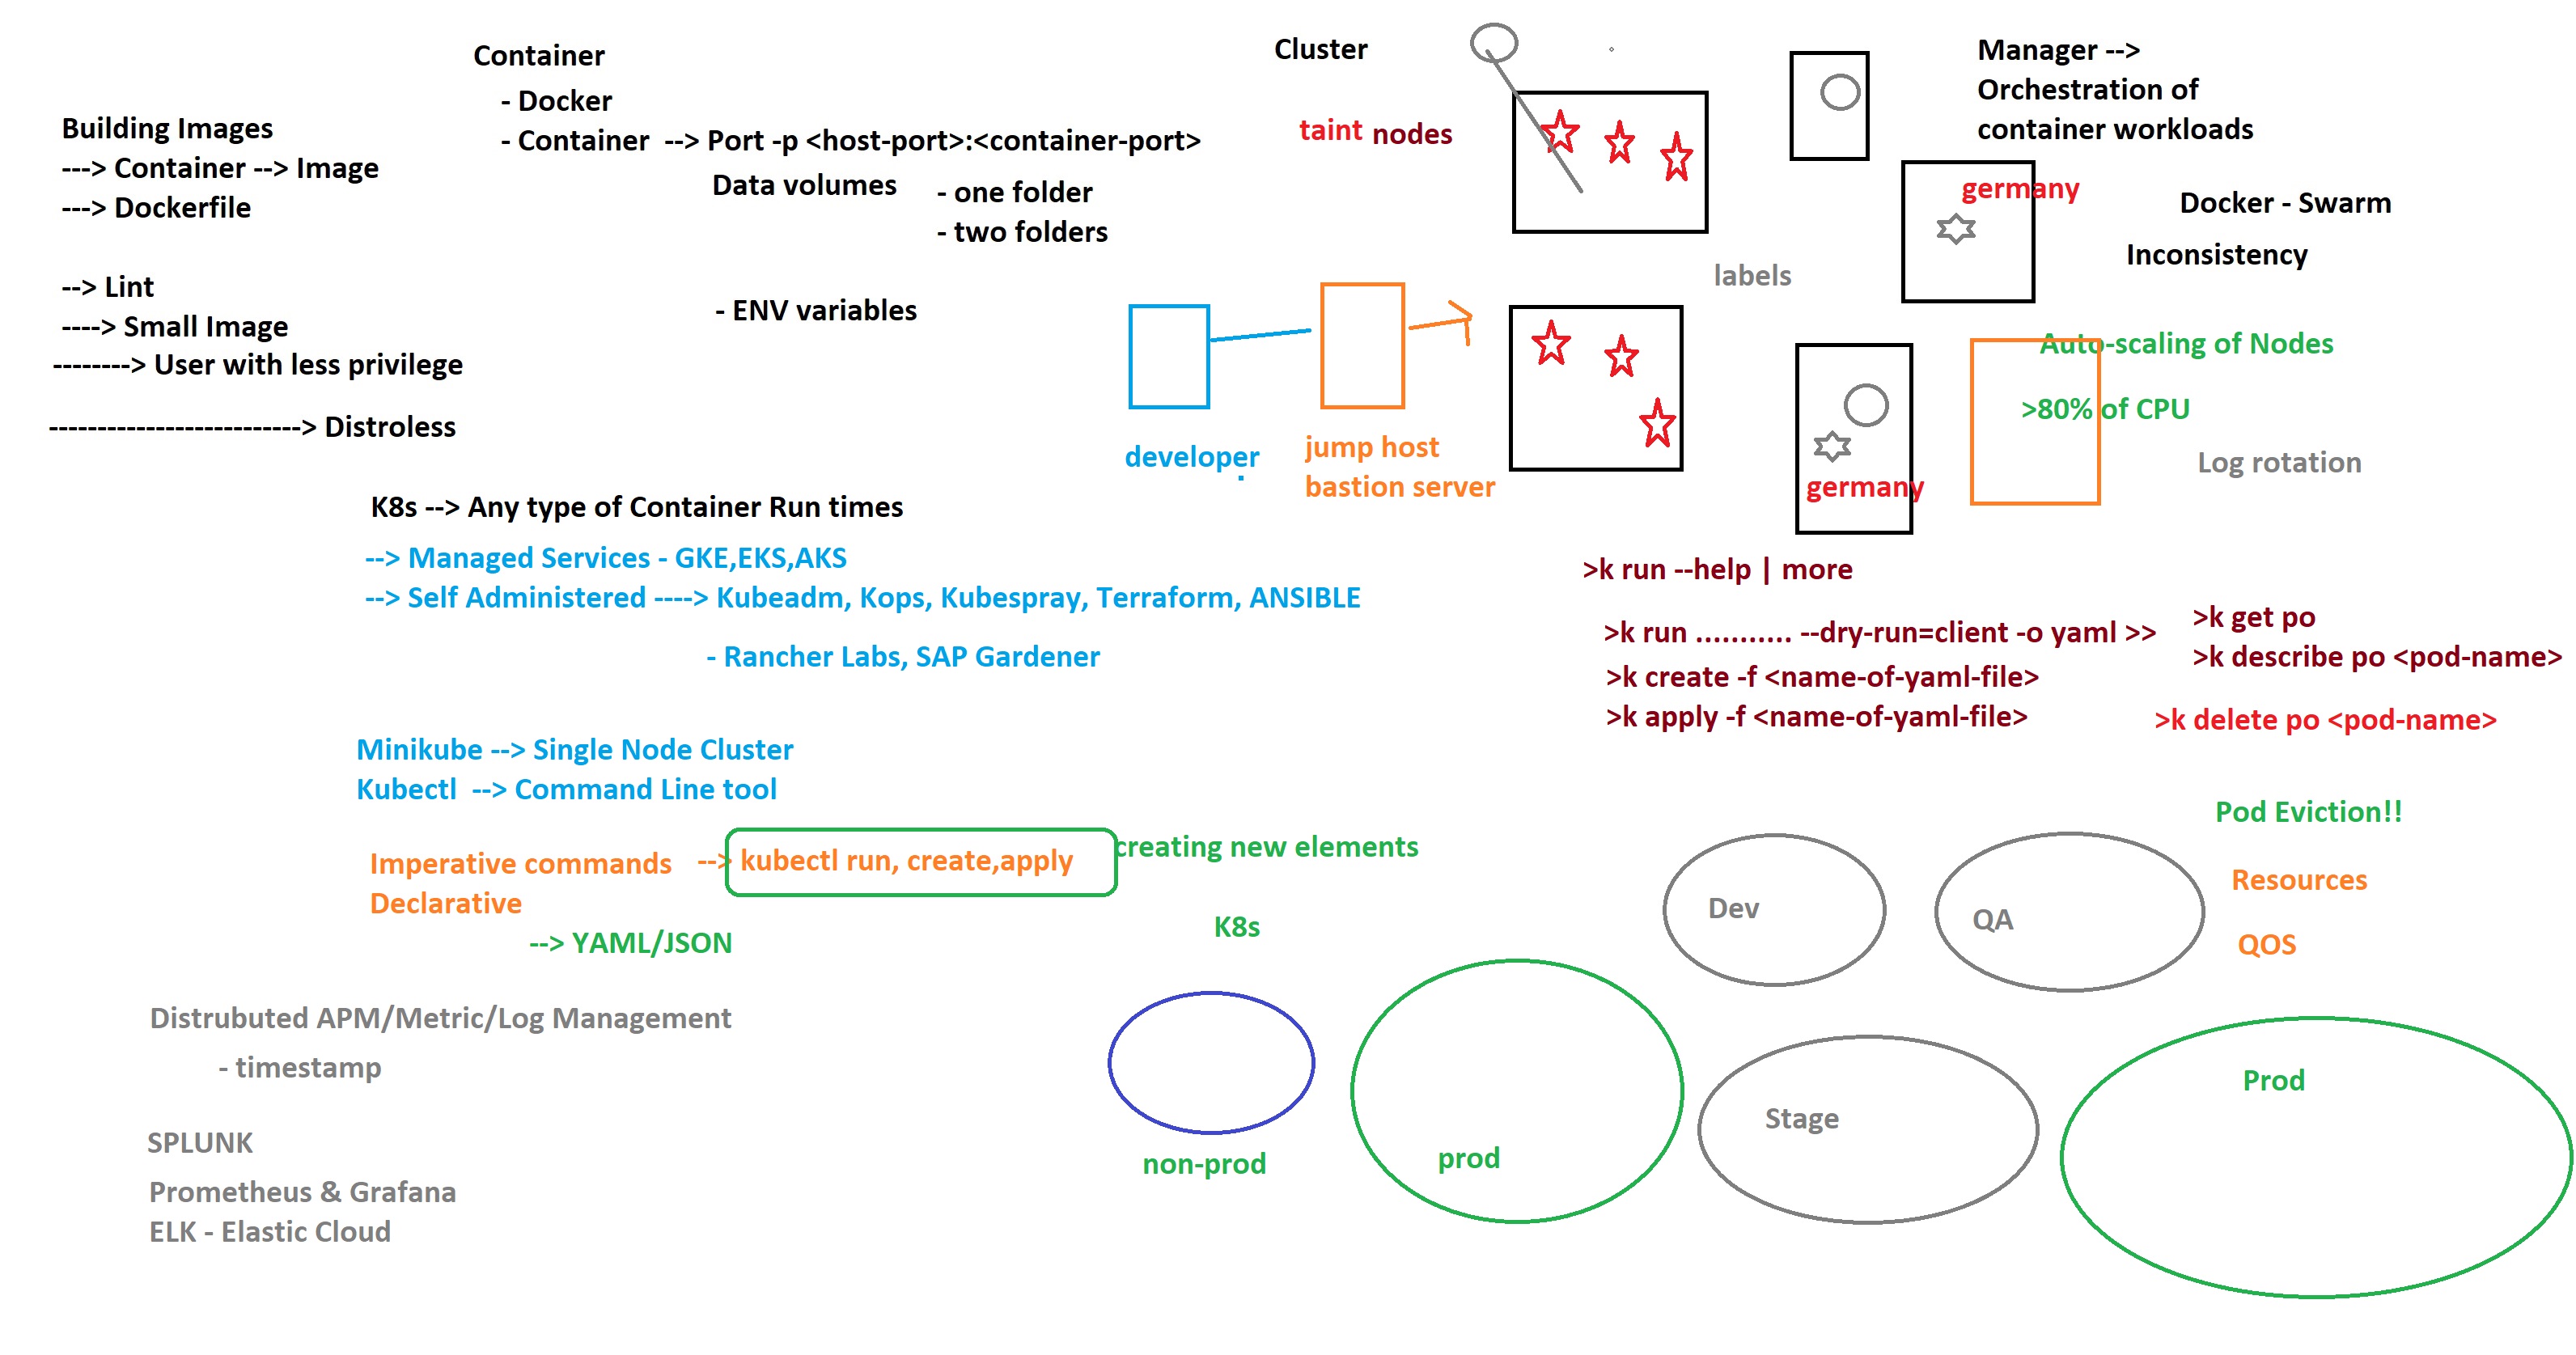 Container
- Docker
- Container --> Port -p <host-port>:<container-port>
Data volumes
- one folder
- two folders
- ENV variables
Building Images
---> Container --> Image
---> Dockerfile
--> Lint
----> Small Image
--------> User with less privilege
--------------------------> Distroless
Cluster
taint nodes
labels
Manager -->
Orchestration of
container workloads
germany
Docker - Swarm
Inconsistency
Auto-scaling of Nodes
>80% of CPU
Log rotation
germany
developer
jump host
bastion server
K8s --> Any type of Container Run times
--> Managed Services - GKE,EKS,AKS
--> Self Administered ----> Kubeadm, Kops, Kubespray, Terraform, ANSIBLE
- Rancher Labs, SAP Gardener
Minikube --> Single Node Cluster
Kubectl --> Command Line tool
>k run --help | more
>k run ........... --dry-run=client -o yaml >>
>k create -f <name-of-yaml-file>
>k apply -f <name-of-yaml-file>
>k get po
>k describe po <pod-name>
>k delete po <pod-name>
Imperative commands --> kubectl run, create,apply
creating new elements
Declarative
--> YAML/JSON
K8s
non-prod
prod
Dev
QA
Stage
Prod
Pod Eviction!!
Resources
QOS
Distrubuted APM/Metric/Log Management
- timestamp
SPLUNK
Prometheus & Grafana
ELK - Elastic Cloud